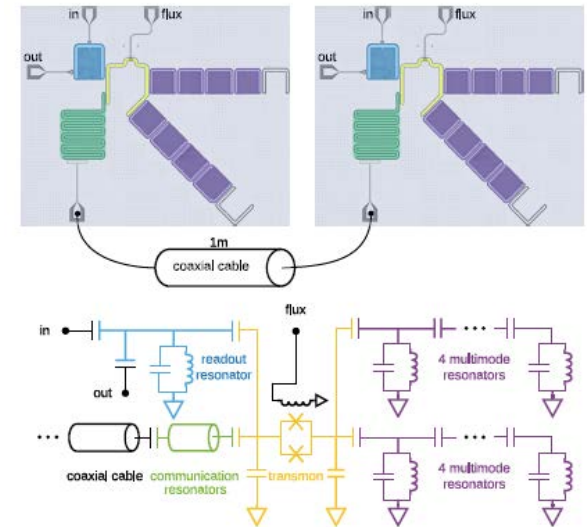 in
flux
in
flux
out
out
1m
coaxial cable
flux
in
readout
resonator
4 multimode
resonators
out
coaxial cable
communication
resonators
transmon
4 multimode
resonators